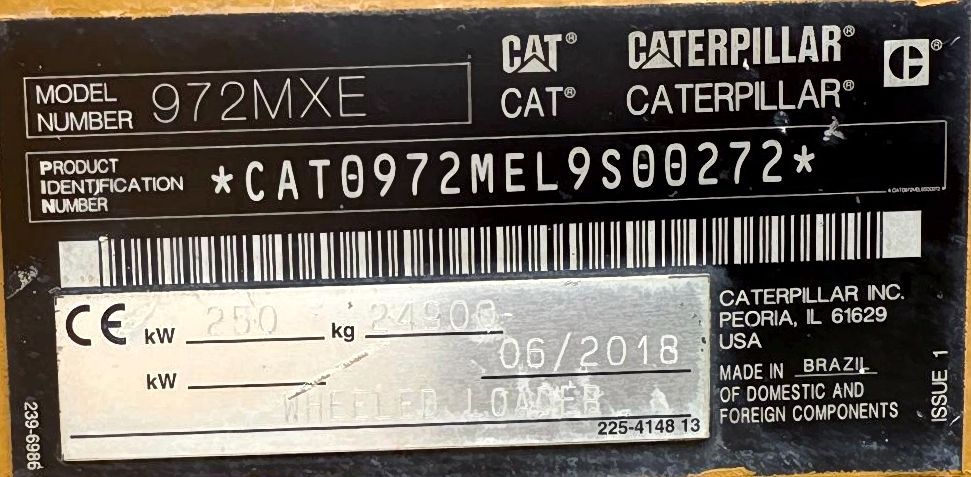 CAT® CATERPILLAR®
CAT® CATERPILLAR®
MODEL NUMBER 972MXE
PRODUCT IDENTIFICATION NUMBER *CAT0972MEL9S00272*
*CAT0972MEL9S00272*
CE kW 250 kg 24900-
06/2018
kW
WHEELED LOADER
225-4148 13
CATERPILLAR INC.
PEORIA, IL 61629
USA
MADE IN BRAZIL
OF DOMESTIC AND
FOREIGN COMPONENTS
ISSUE 1
239-6986